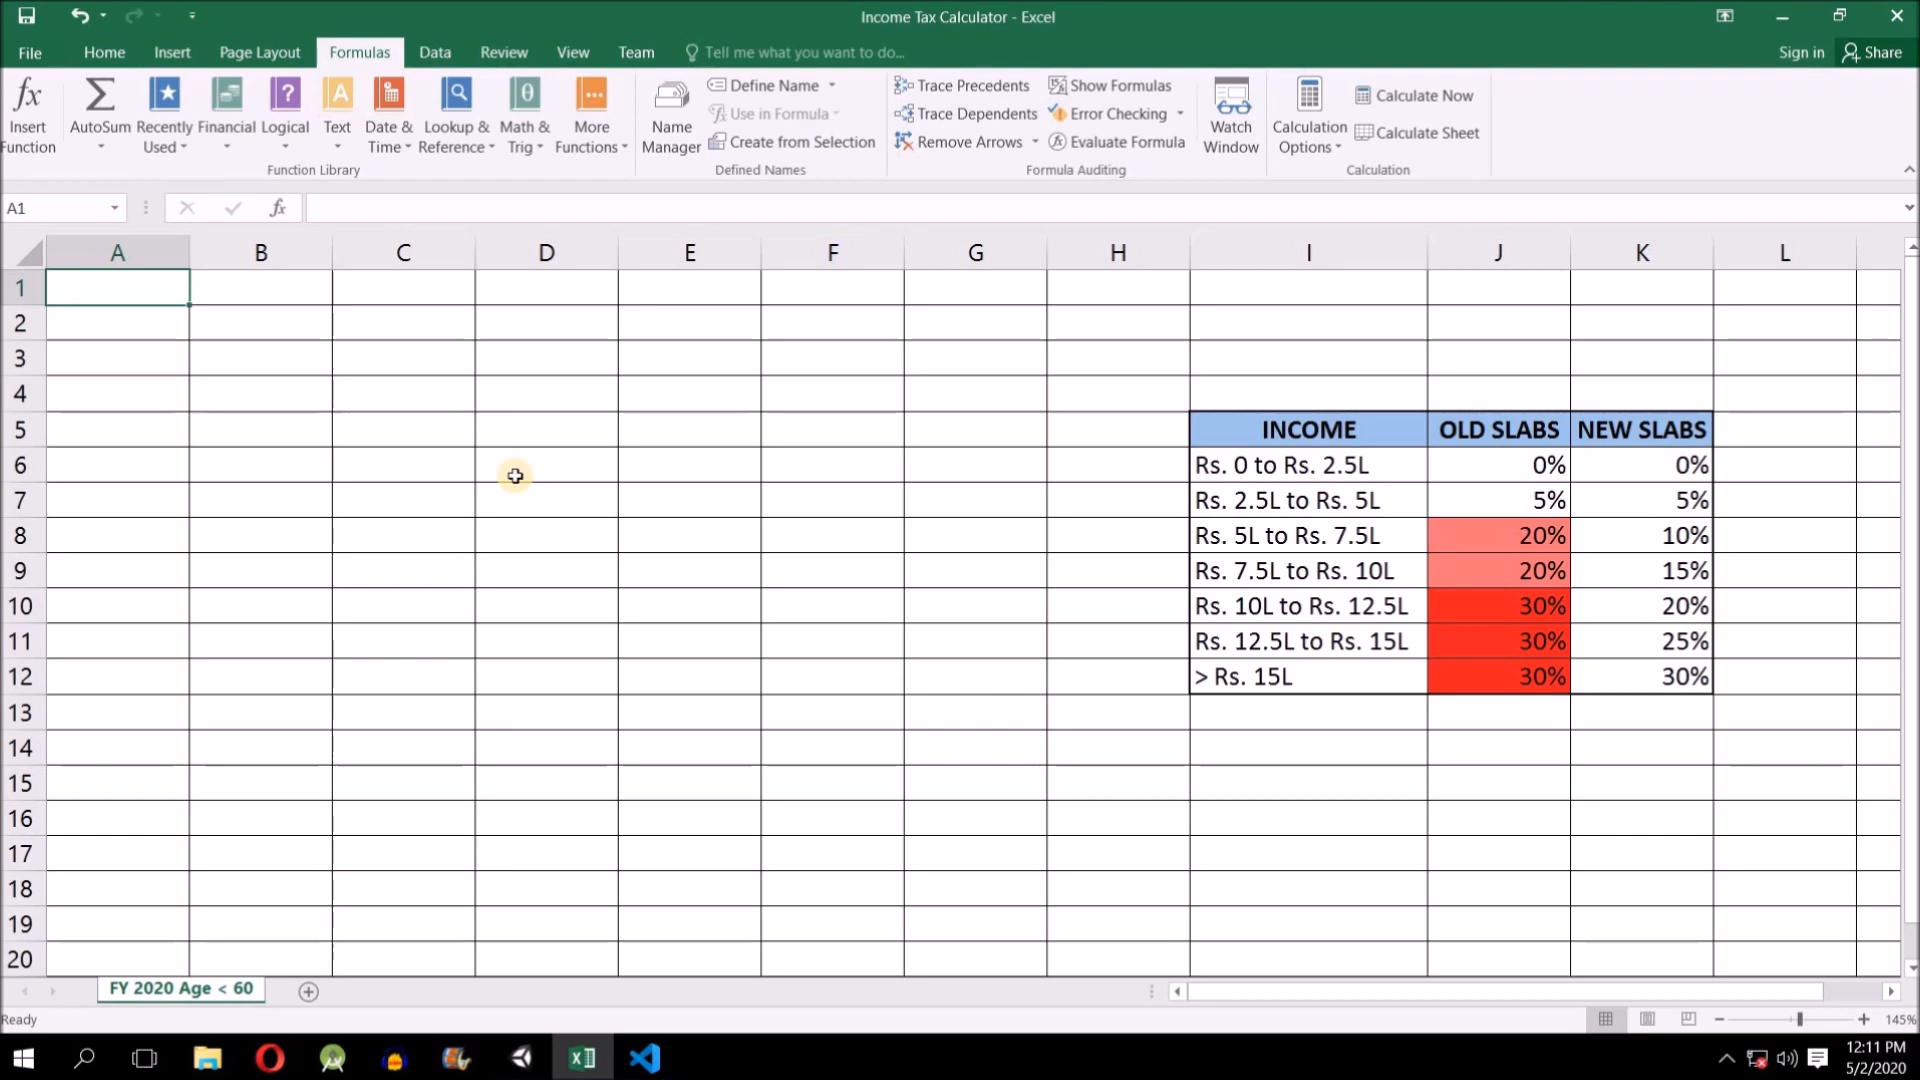 Income Tax Calculator - Excel
File Home Insert Page Layout Formulas Data Review View Team Tell me what you want to do... Sign in Share
fx Insert Function
AutoSum
Recently Used
Financial
Logical
Text
Date & Time
Lookup & Reference
Math & Trig
More Functions
Function Library
Name Manager
Define Name
Use in Formula
Create from Selection
Defined Names
Trace Precedents
Trace Dependents
Remove Arrows
Show Formulas
Error Checking
Evaluate Formula
Formula Auditing
Watch Window
Calculation Options
Calculate Now
Calculate Sheet
Calculation
A1 fx
A B C D E F G H I J K L
1
2
3
4
5 INCOME OLD SLABS NEW SLABS
6 Rs. 0 to Rs. 2.5L 0% 0%
7 Rs. 2.5L to Rs. 5L 5% 5%
8 Rs. 5L to Rs. 7.5L 20% 10%
9 Rs. 7.5L to Rs. 10L 20% 15%
10 Rs. 10L to Rs. 12.5L 30% 20%
11 Rs. 12.5L to Rs. 15L 30% 25%
12 > Rs. 15L 30% 30%
13
14
15
16
17
18
19
20
FY 2020 Age < 60
Ready 145%
12:11 PM
5/2/2020